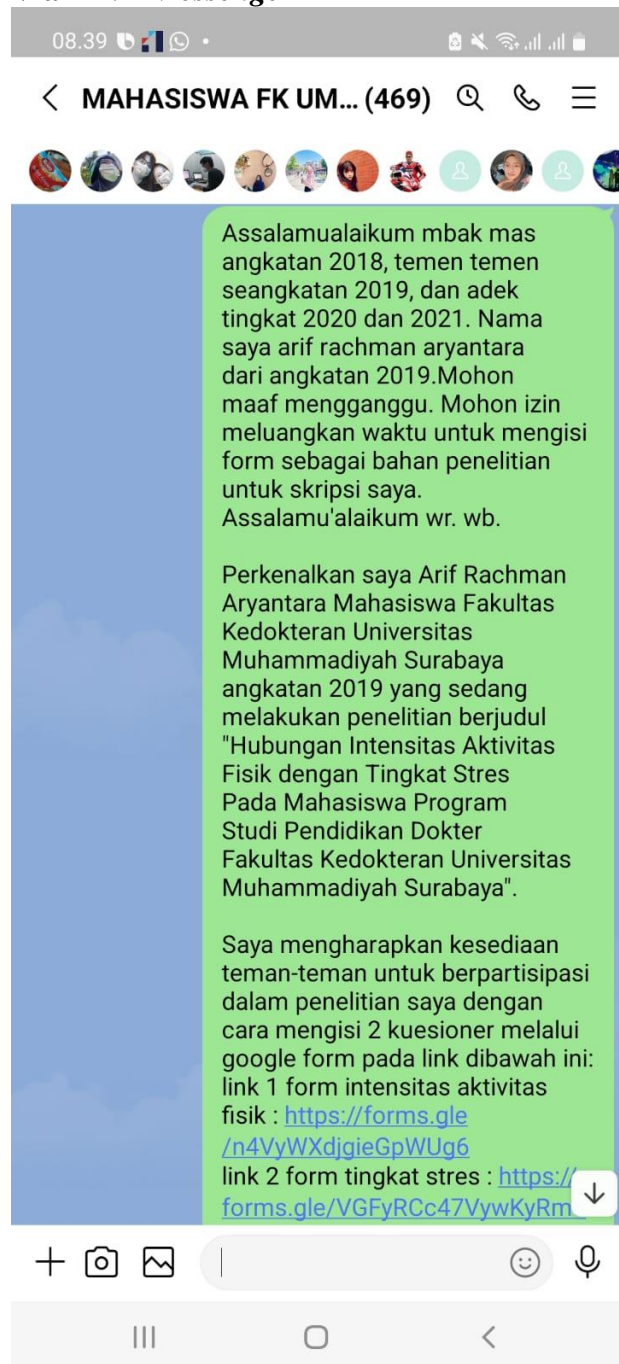 08.39
MAHASISWA FK UM... (469)
Assalamualaikum mbak mas
angkatan 2018, temen temen
seangkatan 2019, dan adek
tingkat 2020 dan 2021. Nama
saya arif rachman aryantara
dari angkatan 2019.Mohon
maaf mengganggu. Mohon izin
meluangkan waktu untuk mengisi
form sebagai bahan penelitian
untuk skripsi saya.
Assalamu'alaikum wr. wb.
Perkenalkan saya Arif Rachman
Aryantara Mahasiswa Fakultas
Kedokteran Universitas
Muhammadiyah Surabaya
angkatan 2019 yang sedang
melakukan penelitian berjudul
"Hubungan Intensitas Aktivitas
Fisik dengan Tingkat Stres
Pada Mahasiswa Program
Studi Pendidikan Dokter
Fakultas Kedokteran Universitas
Muhammadiyah Surabaya".
Saya mengharapkan kesediaan
teman-teman untuk berpartisipasi
dalam penelitian saya dengan
cara mengisi 2 kuesioner melalui
google form pada link dibawah ini:
link 1 form intensitas aktivitas
fisik : https://forms.gle
/n4VyWXdjgieGpWUg6
link 2 form tingkat stres : https://
forms.gle/VGFyRCc47VywKyRm